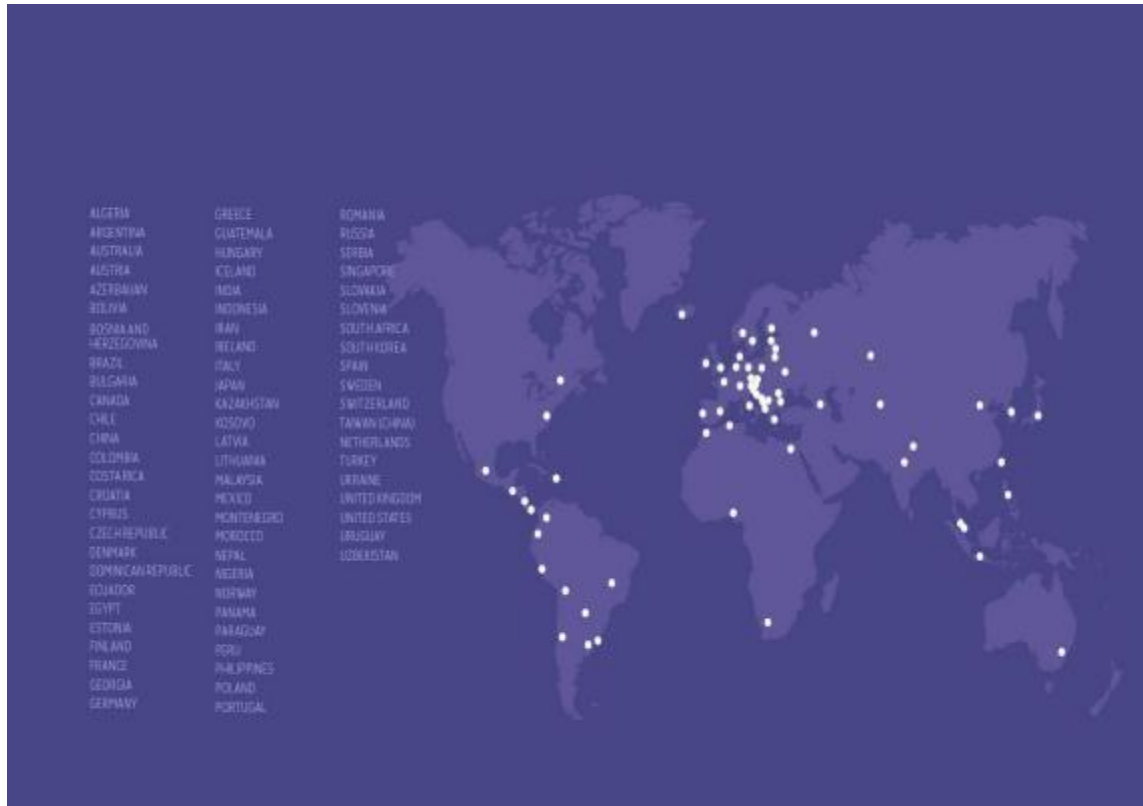 ALGERIA
ARGENTINA
AUSTRALIA
AUSTRIA
AZERBAIJAN
BOLIVIA
BOSNIA AND
HERZEGOVINA
BRAZIL
BULGARIA
CANADA
CHILE
CHINA
COLOMBIA
COSTA RICA
CROATIA
CYPRUS
CZECH REPUBLIC
DENMARK
DOMINICAN REPUBLIC
ECUADOR
EGYPT
ESTONIA
FINLAND
FRANCE
GEORGIA
GERMANY
GREECE
GUATEMALA
HUNGARY
ICELAND
INDIA
INDONESIA
IRAN
IRELAND
ITALY
JAPAN
KAZAKHSTAN
KOSOVO
LATVIA
LITHUANIA
MALAYSIA
MEXICO
MONTENEGRO
MOROCCO
NEPAL
NIGERIA
NORWAY
PANAMA
PARAGUAY
PERU
PHILIPPINES
POLAND
PORTUGAL
ROMANIA
RUSSIA
SERBIA
SINGAPORE
SLOVAKIA
SLOVENIA
SOUTH AFRICA
SOUTH KOREA
SPAIN
SWEDEN
SWITZERLAND
TAIWAN (CHINA)
NETHERLANDS
TURKEY
UKRAINE
UNITED KINGDOM
UNITED STATES
URUGUAY
UZBEKISTAN